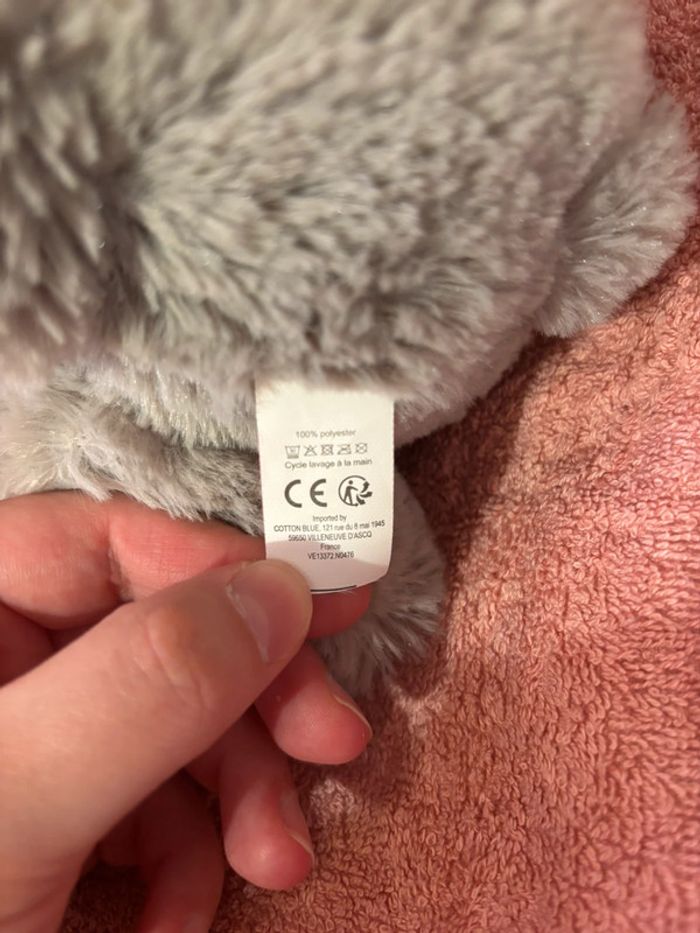 100% polyester
Cycle lavage à la main
CE
Imported by
COTTON BLUE, 121 rue du 8 mai 1945
59650 VILLENEUVE D'ASCQ
France
VE13372.N0476